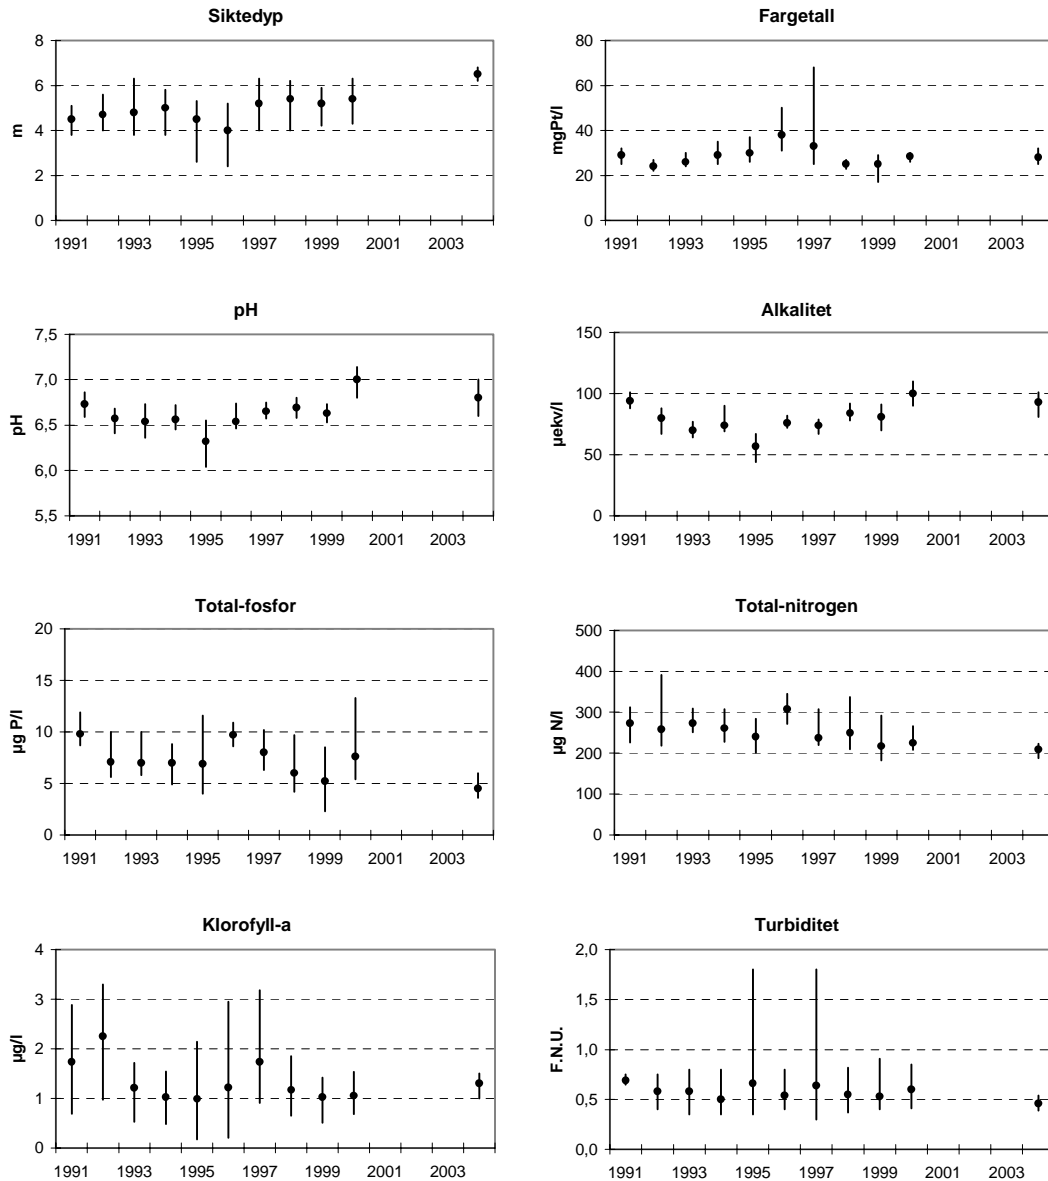 Siktedyp
m
8
6
4
2
0
1991 1993 1995 1997 1999 2001 2003
Fargetall
mgPt/l
80
60
40
20
0
1991 1993 1995 1997 1999 2001 2003
pH
pH
7,5
7,0
6,5
6,0
5,5
1991 1993 1995 1997 1999 2001 2003
Alkalitet
µekv/l
150
100
50
0
1991 1993 1995 1997 1999 2001 2003
Total-fosfor
µg P/l
20
15
10
5
0
1991 1993 1995 1997 1999 2001 2003
Total-nitrogen
µg N/l
500
400
300
200
100
0
1991 1993 1995 1997 1999 2001 2003
Klorofyll-a
µg/l
4
3
2
1
0
1991 1993 1995 1997 1999 2001 2003
Turbiditet
F.N.U.
2,0
1,5
1,0
0,5
0,0
1991 1993 1995 1997 1999 2001 2003